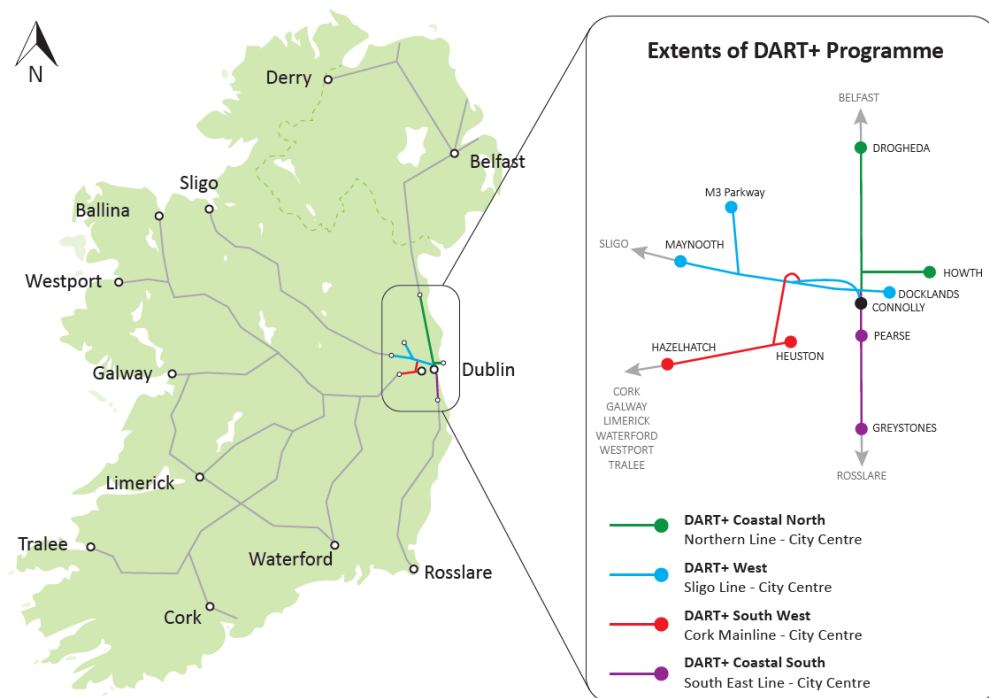 N
Derry
Belfast
Sligo
Ballina
Westport
Galway
Dublin
Limerick
Tralee
Waterford
Rosslare
Cork
Extents of DART+ Programme
BELFAST
DROGHEDA
M3 Parkway
SLIGO
MAYNOOTH
HOWTH
DOCKLANDS
CONNOLLY
PEARSE
HAZELHATCH
HEUSTON
CORK
GALWAY
LIMERICK
WATERFORD
WESTPORT
TRALEE
GREYSTONES
ROSSLARE
DART+ Coastal North
Northern Line - City Centre
DART+ West
Sligo Line - City Centre
DART+ South West
Cork Mainline - City Centre
DART+ Coastal South
South East Line - City Centre